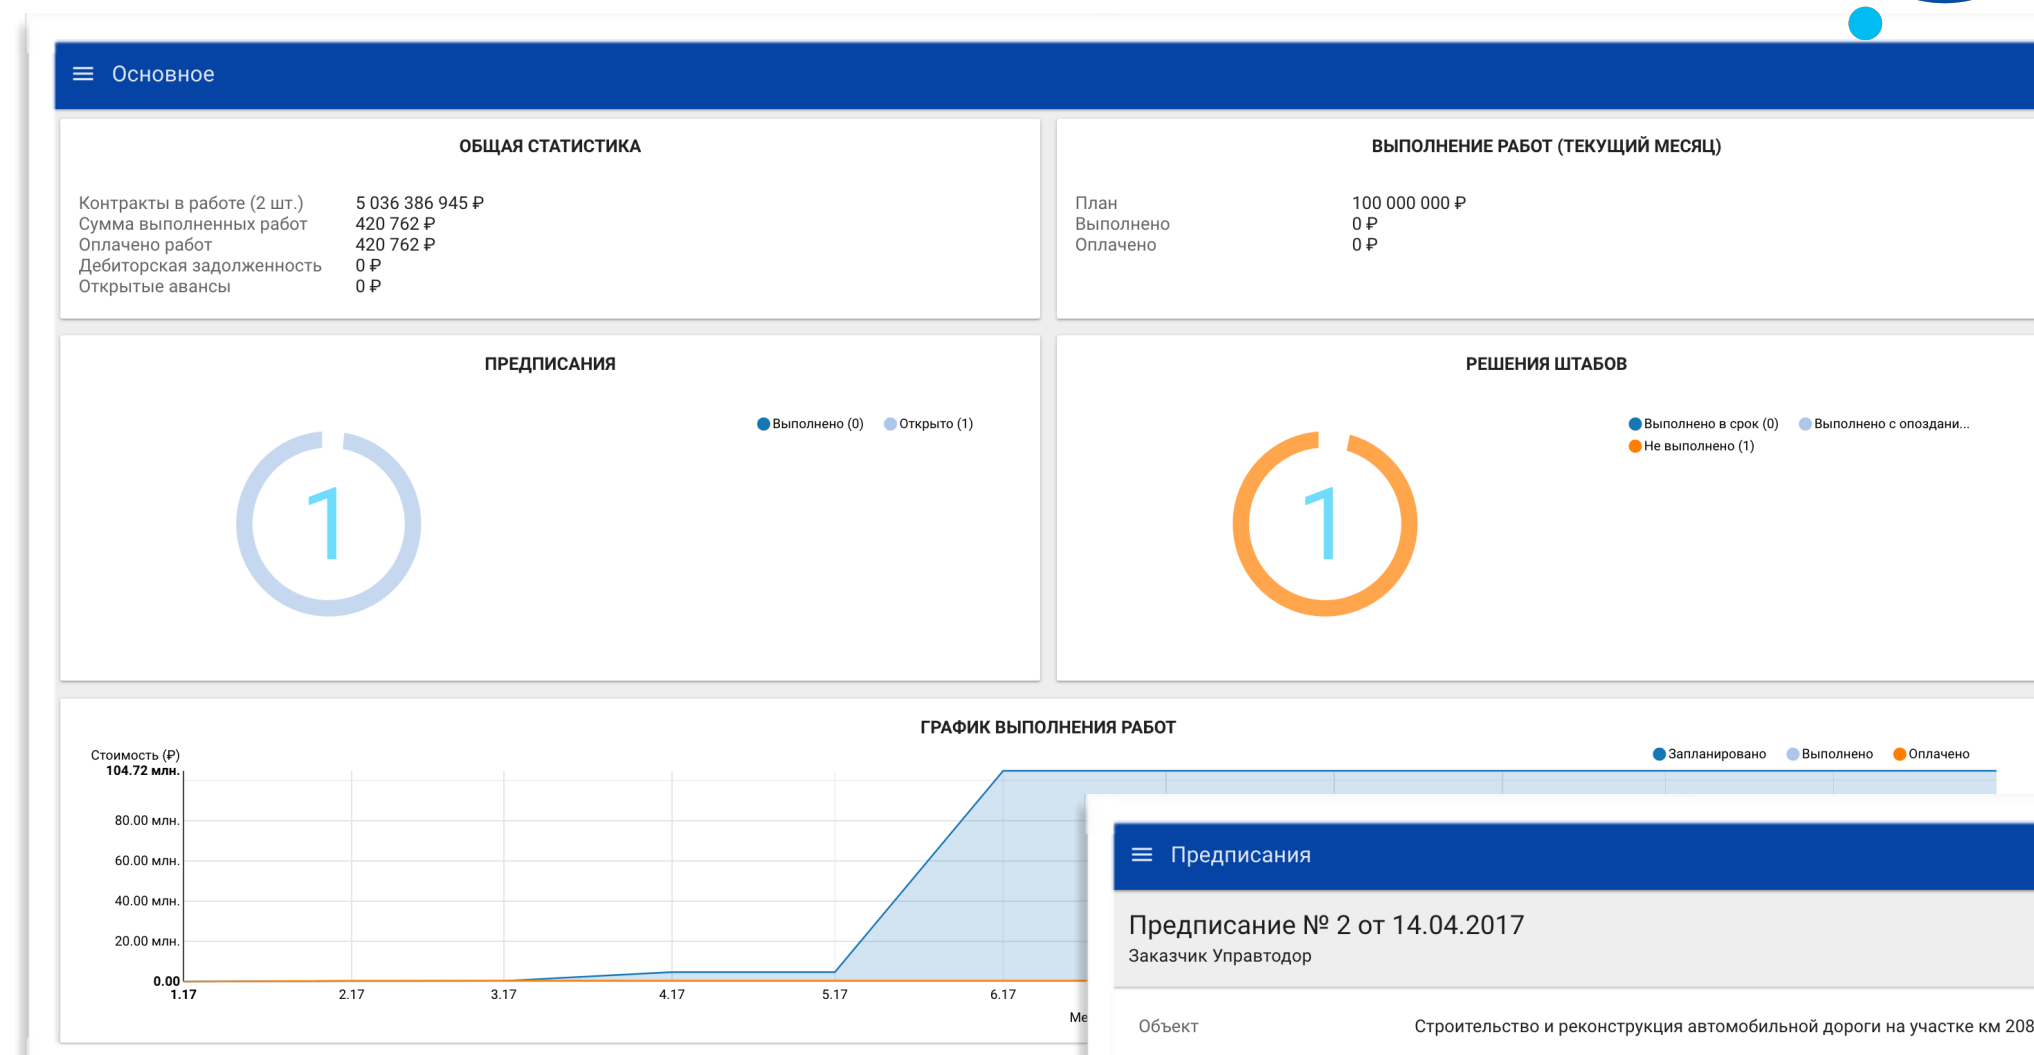 Основное
ОБЩАЯ СТАТИСТИКА
Контракты в работе (2 шт.) 5 036 386 945 ₽
Сумма выполненных работ 420 762 ₽
Оплачено работ 420 762 ₽
Дебиторская задолженность 0 ₽
Открытые авансы 0 ₽
ВЫПОЛНЕНИЕ РАБОТ (ТЕКУЩИЙ МЕСЯЦ)
План 100 000 000 ₽
Выполнено 0 ₽
Оплачено 0 ₽
ПРЕДПИСАНИЯ
Выполнено (0) Открыто (1)
1
РЕШЕНИЯ ШТАБОВ
Выполнено в срок (0) Выполнено с опоздани...
Не выполнено (1)
1
ГРАФИК ВЫПОЛНЕНИЯ РАБОТ
Запланировано Выполнено Оплачено
Стоимость (₽)
104.72 млн.
80.00 млн.
60.00 млн.
40.00 млн.
20.00 млн.
0.00
1.17 2.17 3.17 4.17 5.17 6.17
Ме
Предписания
Предписание № 2 от 14.04.2017
Заказчик Управтодор
Объект Строительство и реконструкция автомобильной дороги на участке км 208